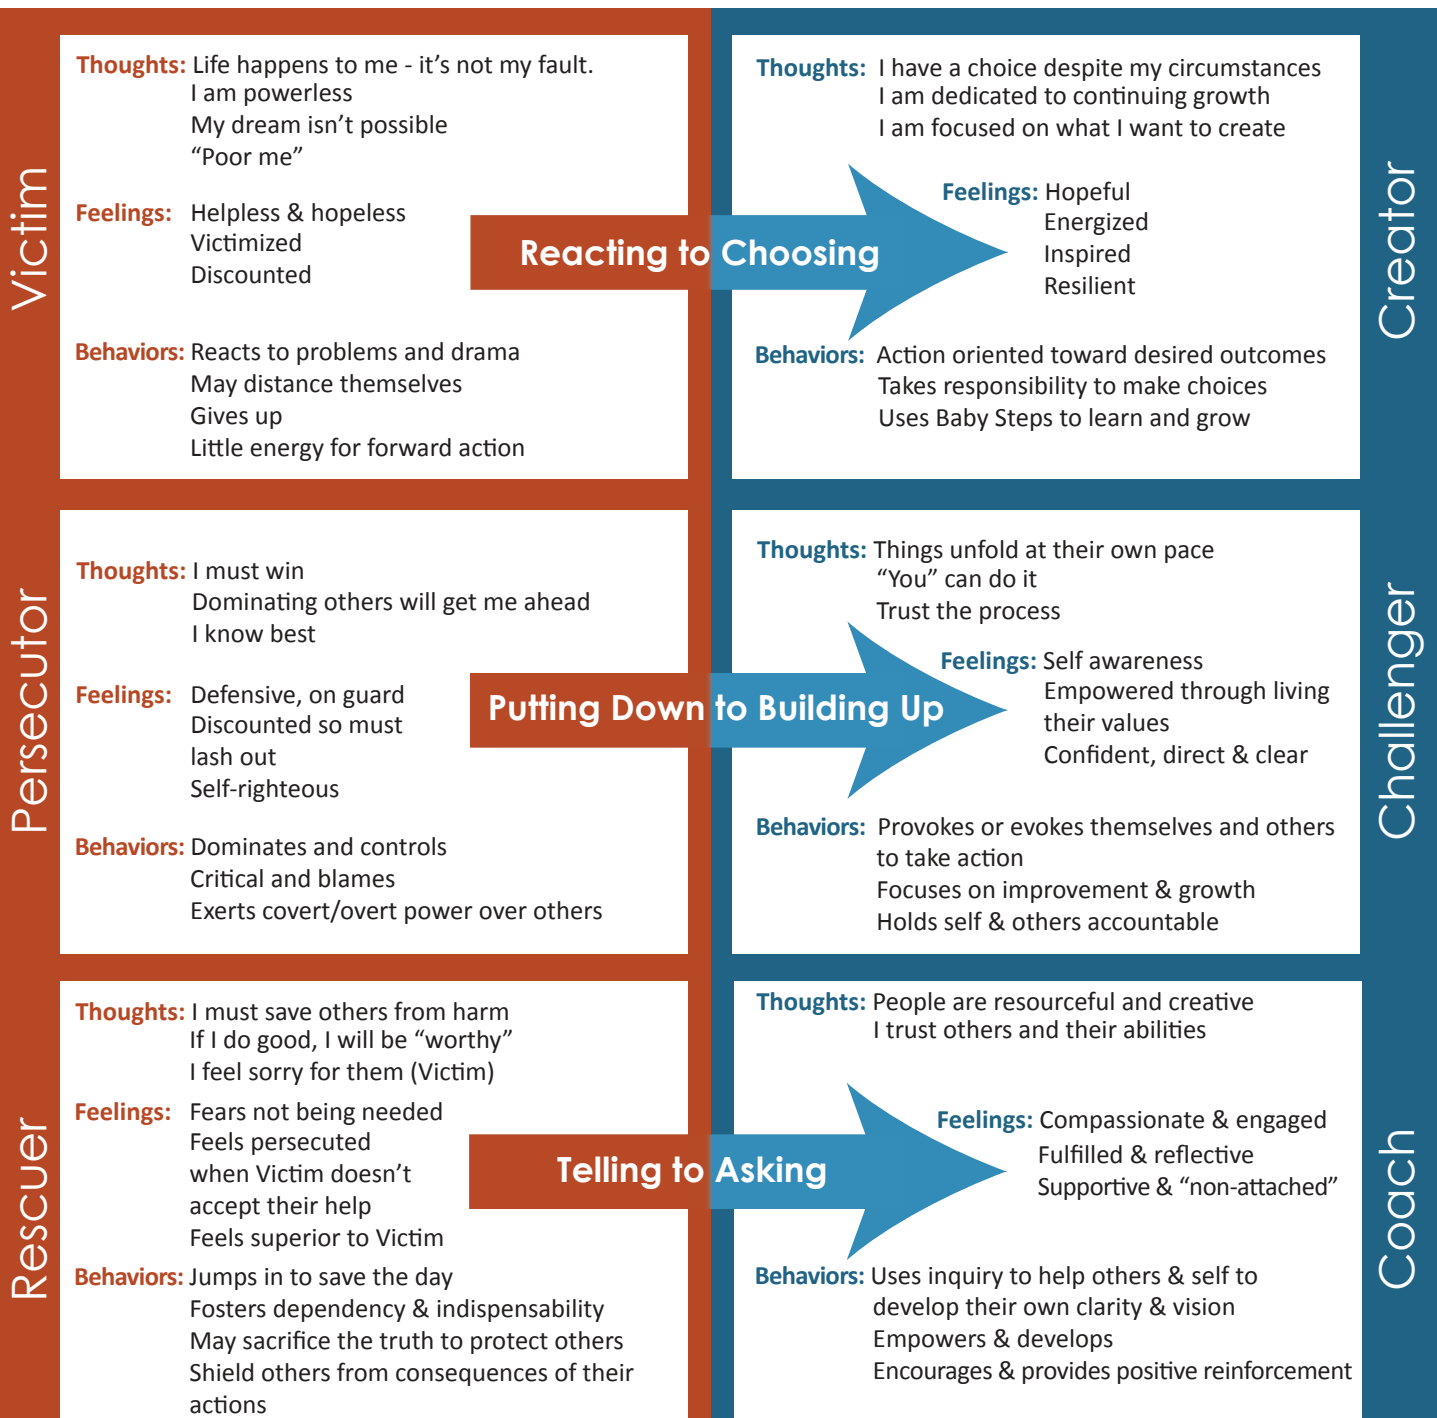 Victim
Thoughts: Life happens to me - it's not my fault.
I am powerless
My dream isn't possible
“Poor me”
Feelings: Helpless & hopeless
Victimized
Discounted
Behaviors: Reacts to problems and drama
May distance themselves
Gives up
Little energy for forward action
Reacting to Choosing
Thoughts: I have a choice despite my circumstances
I am dedicated to continuing growth
I am focused on what I want to create
Feelings: Hopeful
Energized
Inspired
Resilient
Behaviors: Action oriented toward desired outcomes
Takes responsibility to make choices
Uses Baby Steps to learn and grow
Creator
Persecutor
Thoughts: I must win
Dominating others will get me ahead
I know best
Feelings: Defensive, on guard
Discounted so must
lash out
Self-righteous
Behaviors: Dominates and controls
Critical and blames
Exerts covert/overt power over others
Putting Down to Building Up
Thoughts: Things unfold at their own pace
“You” can do it
Trust the process
Feelings: Self awareness
Empowered through living
their values
Confident, direct & clear
Behaviors: Provokes or evokes themselves and others
to take action
Focuses on improvement & growth
Holds self & others accountable
Challenger
Rescuer
Thoughts: I must save others from harm
If I do good, I will be “worthy”
I feel sorry for them (Victim)
Feelings: Fears not being needed
Feels persecuted
when Victim doesn't
accept their help
Feels superior to Victim
Behaviors: Jumps in to save the day
Fosters dependency & indispensability
May sacrifice the truth to protect others
Shield others from consequences of their
actions
Telling to Asking
Thoughts: People are resourceful and creative
I trust others and their abilities
Feelings: Compassionate & engaged
Fulfilled & reflective
Supportive & “non-attached”
Behaviors: Uses inquiry to help others & self to
develop their own clarity & vision
Empowers & develops
Encourages & provides positive reinforcement
Coach